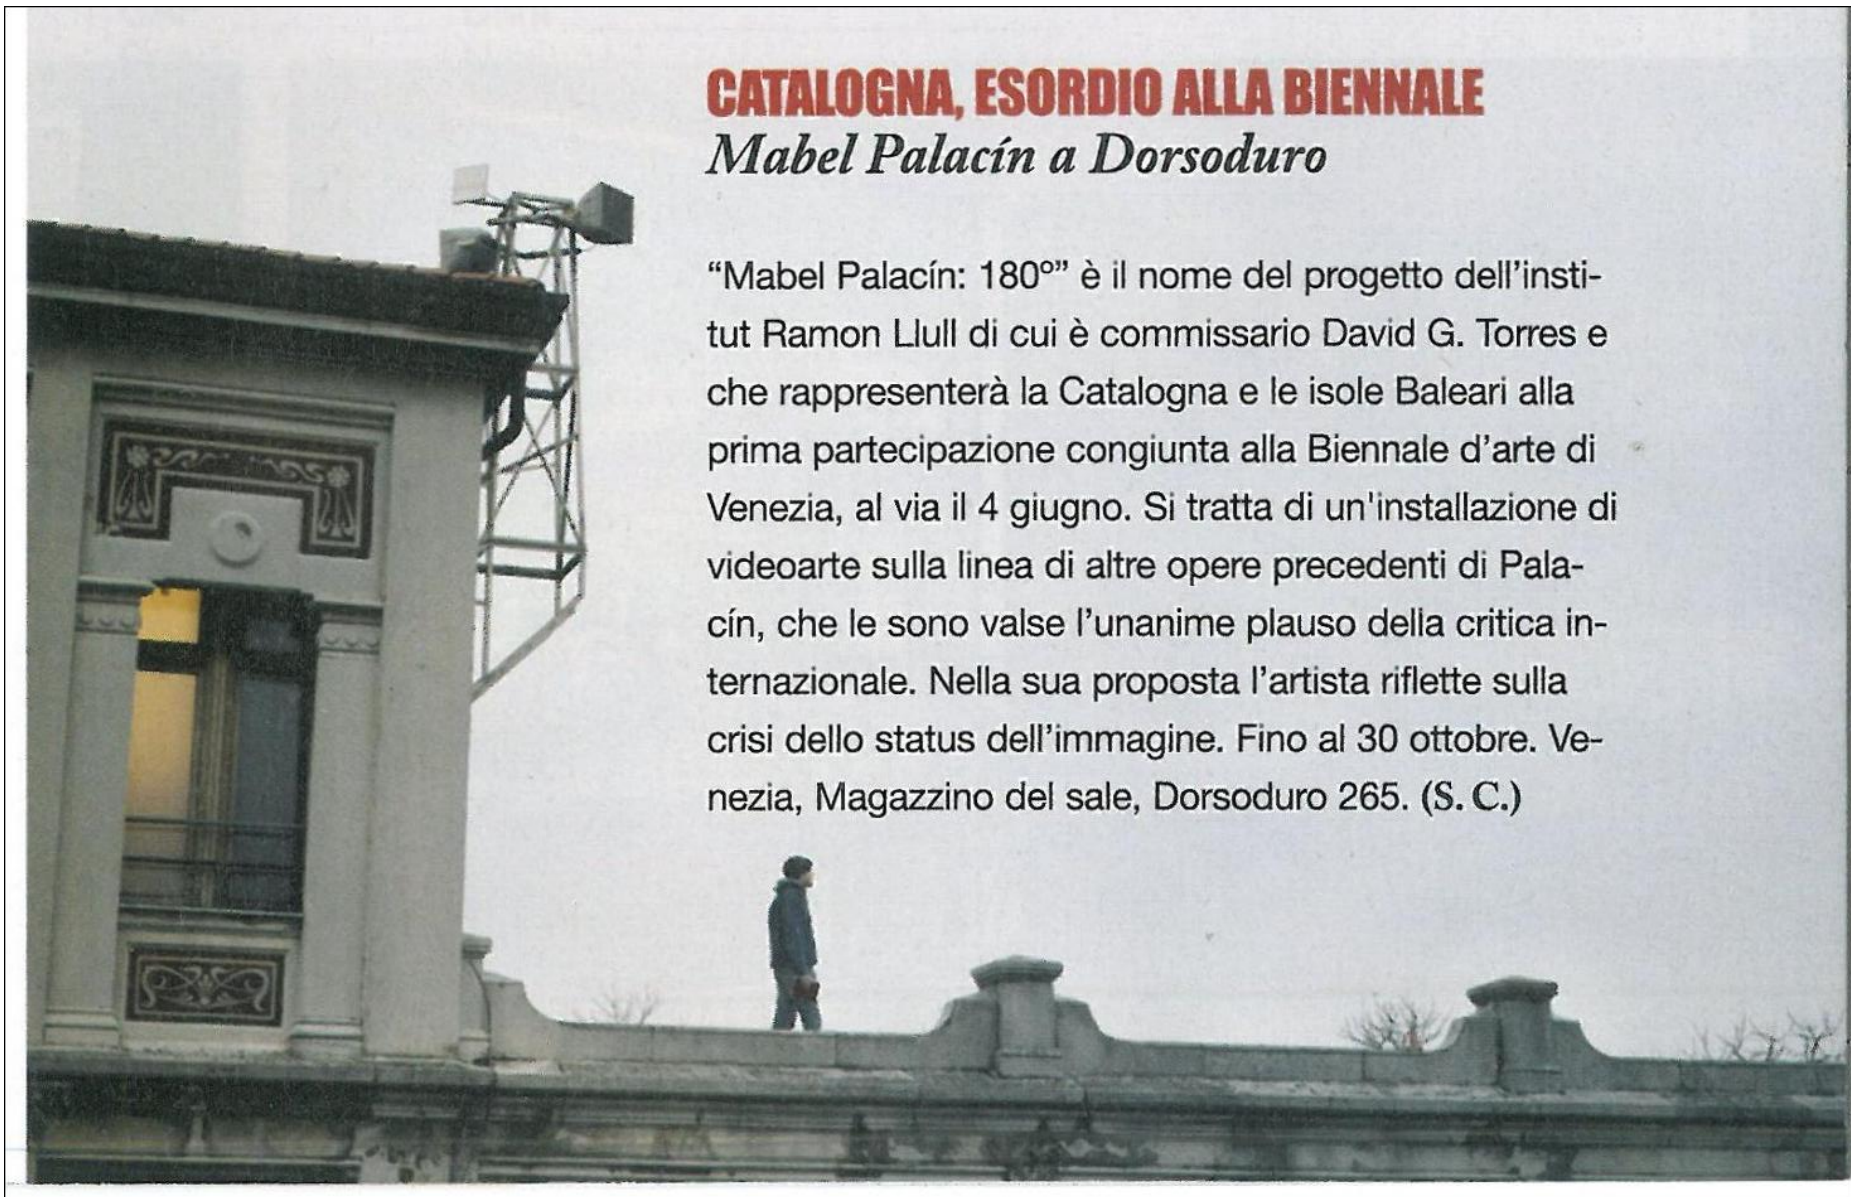 CATALOGNA, ESORDIO ALLA BIENNALE
Mabel Palacín a Dorsoduro
“Mabel Palacín: 180º” è il nome del progetto dell’insti-
tut Ramon Llull di cui è commissario David G. Torres e
che rappresenterà la Catalogna e le isole Baleari alla
prima partecipazione congiunta alla Biennale d’arte di
Venezia, al via il 4 giugno. Si tratta di un'installazione di
videoarte sulla linea di altre opere precedenti di Pala-
cín, che le sono valse l’unanime plauso della critica in-
ternazionale. Nella sua proposta l’artista riflette sulla
crisi dello status dell’immagine. Fino al 30 ottobre. Ve-
nezia, Magazzino del sale, Dorsoduro 265. (S. C.)